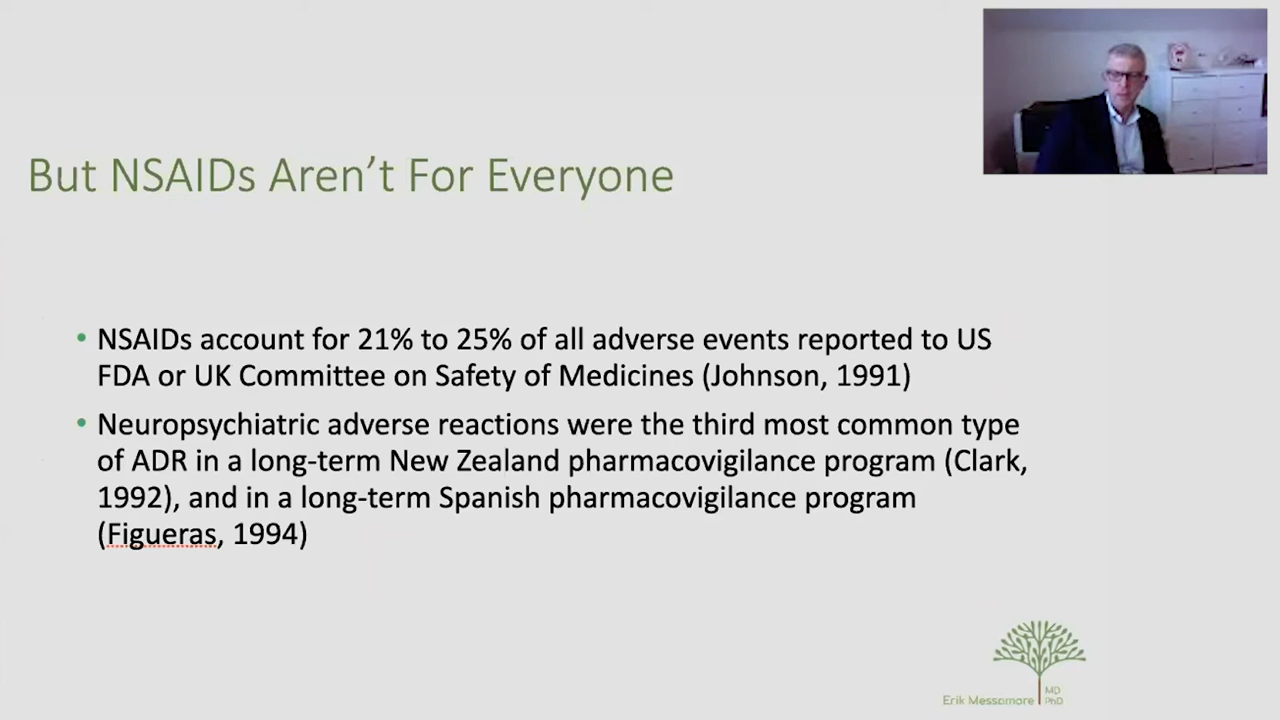 But NSAIDs Aren’t For Everyone
• NSAIDs account for 21% to 25% of all adverse events reported to US
FDA or UK Committee on Safety of Medicines (Johnson, 1991)
• Neuropsychiatric adverse reactions were the third most common type
of ADR in a long-term New Zealand pharmacovigilance program (Clark,
1992), and in a long-term Spanish pharmacovigilance program
(Figueras, 1994)
Erik Messamore
MD
PhD